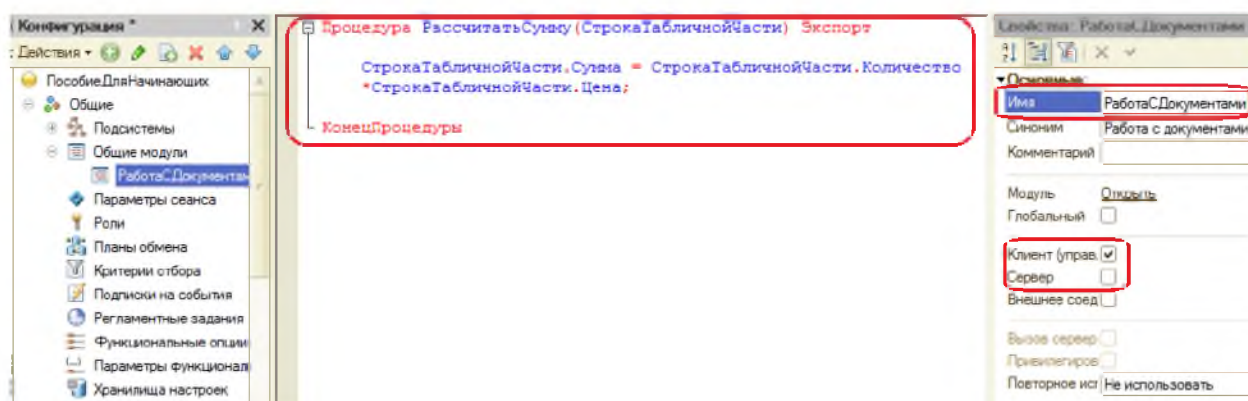 Конфигурация *
Действия
ПособиеДляНачинающих
Общие
Подсистемы
Общие модули
РаботаСДокументам
Параметры сеанса
Роли
Планы обмена
Критерии отбора
Подписки на события
Регламентные задания
Функциональные опции
Параметры функционал
Хранилища настроек
Процедура РассчитатьСумму(СтрокаТабличнойЧасти) Экспорт
СтрокаТабличнойЧасти.Сумма = СтрокаТабличнойЧасти.Количество
*СтрокаТабличнойЧасти.Цена;
КонецПроцедуры
Свойства: РаботаСДокументами
Основные:
Имя РаботаСДокументами
Синоним Работа с документами
Комментарий
Модуль Открыть
Глобальный
Клиент (управ.
Сервер
Внешнее соед
Вызов сервер
Привилегиров
Повторное исп Не использовать